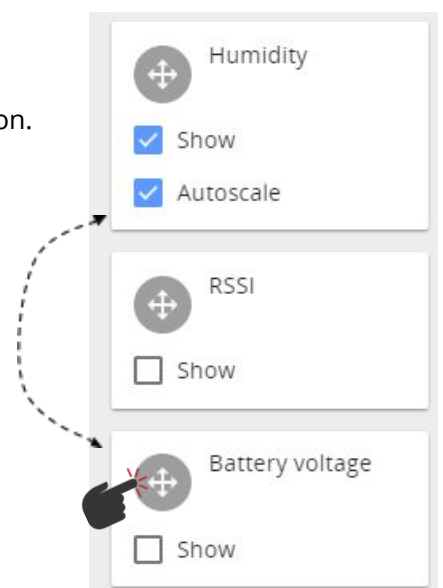 Humidity
on.
Show
Autoscale
RSSI
Show
Battery voltage
Show